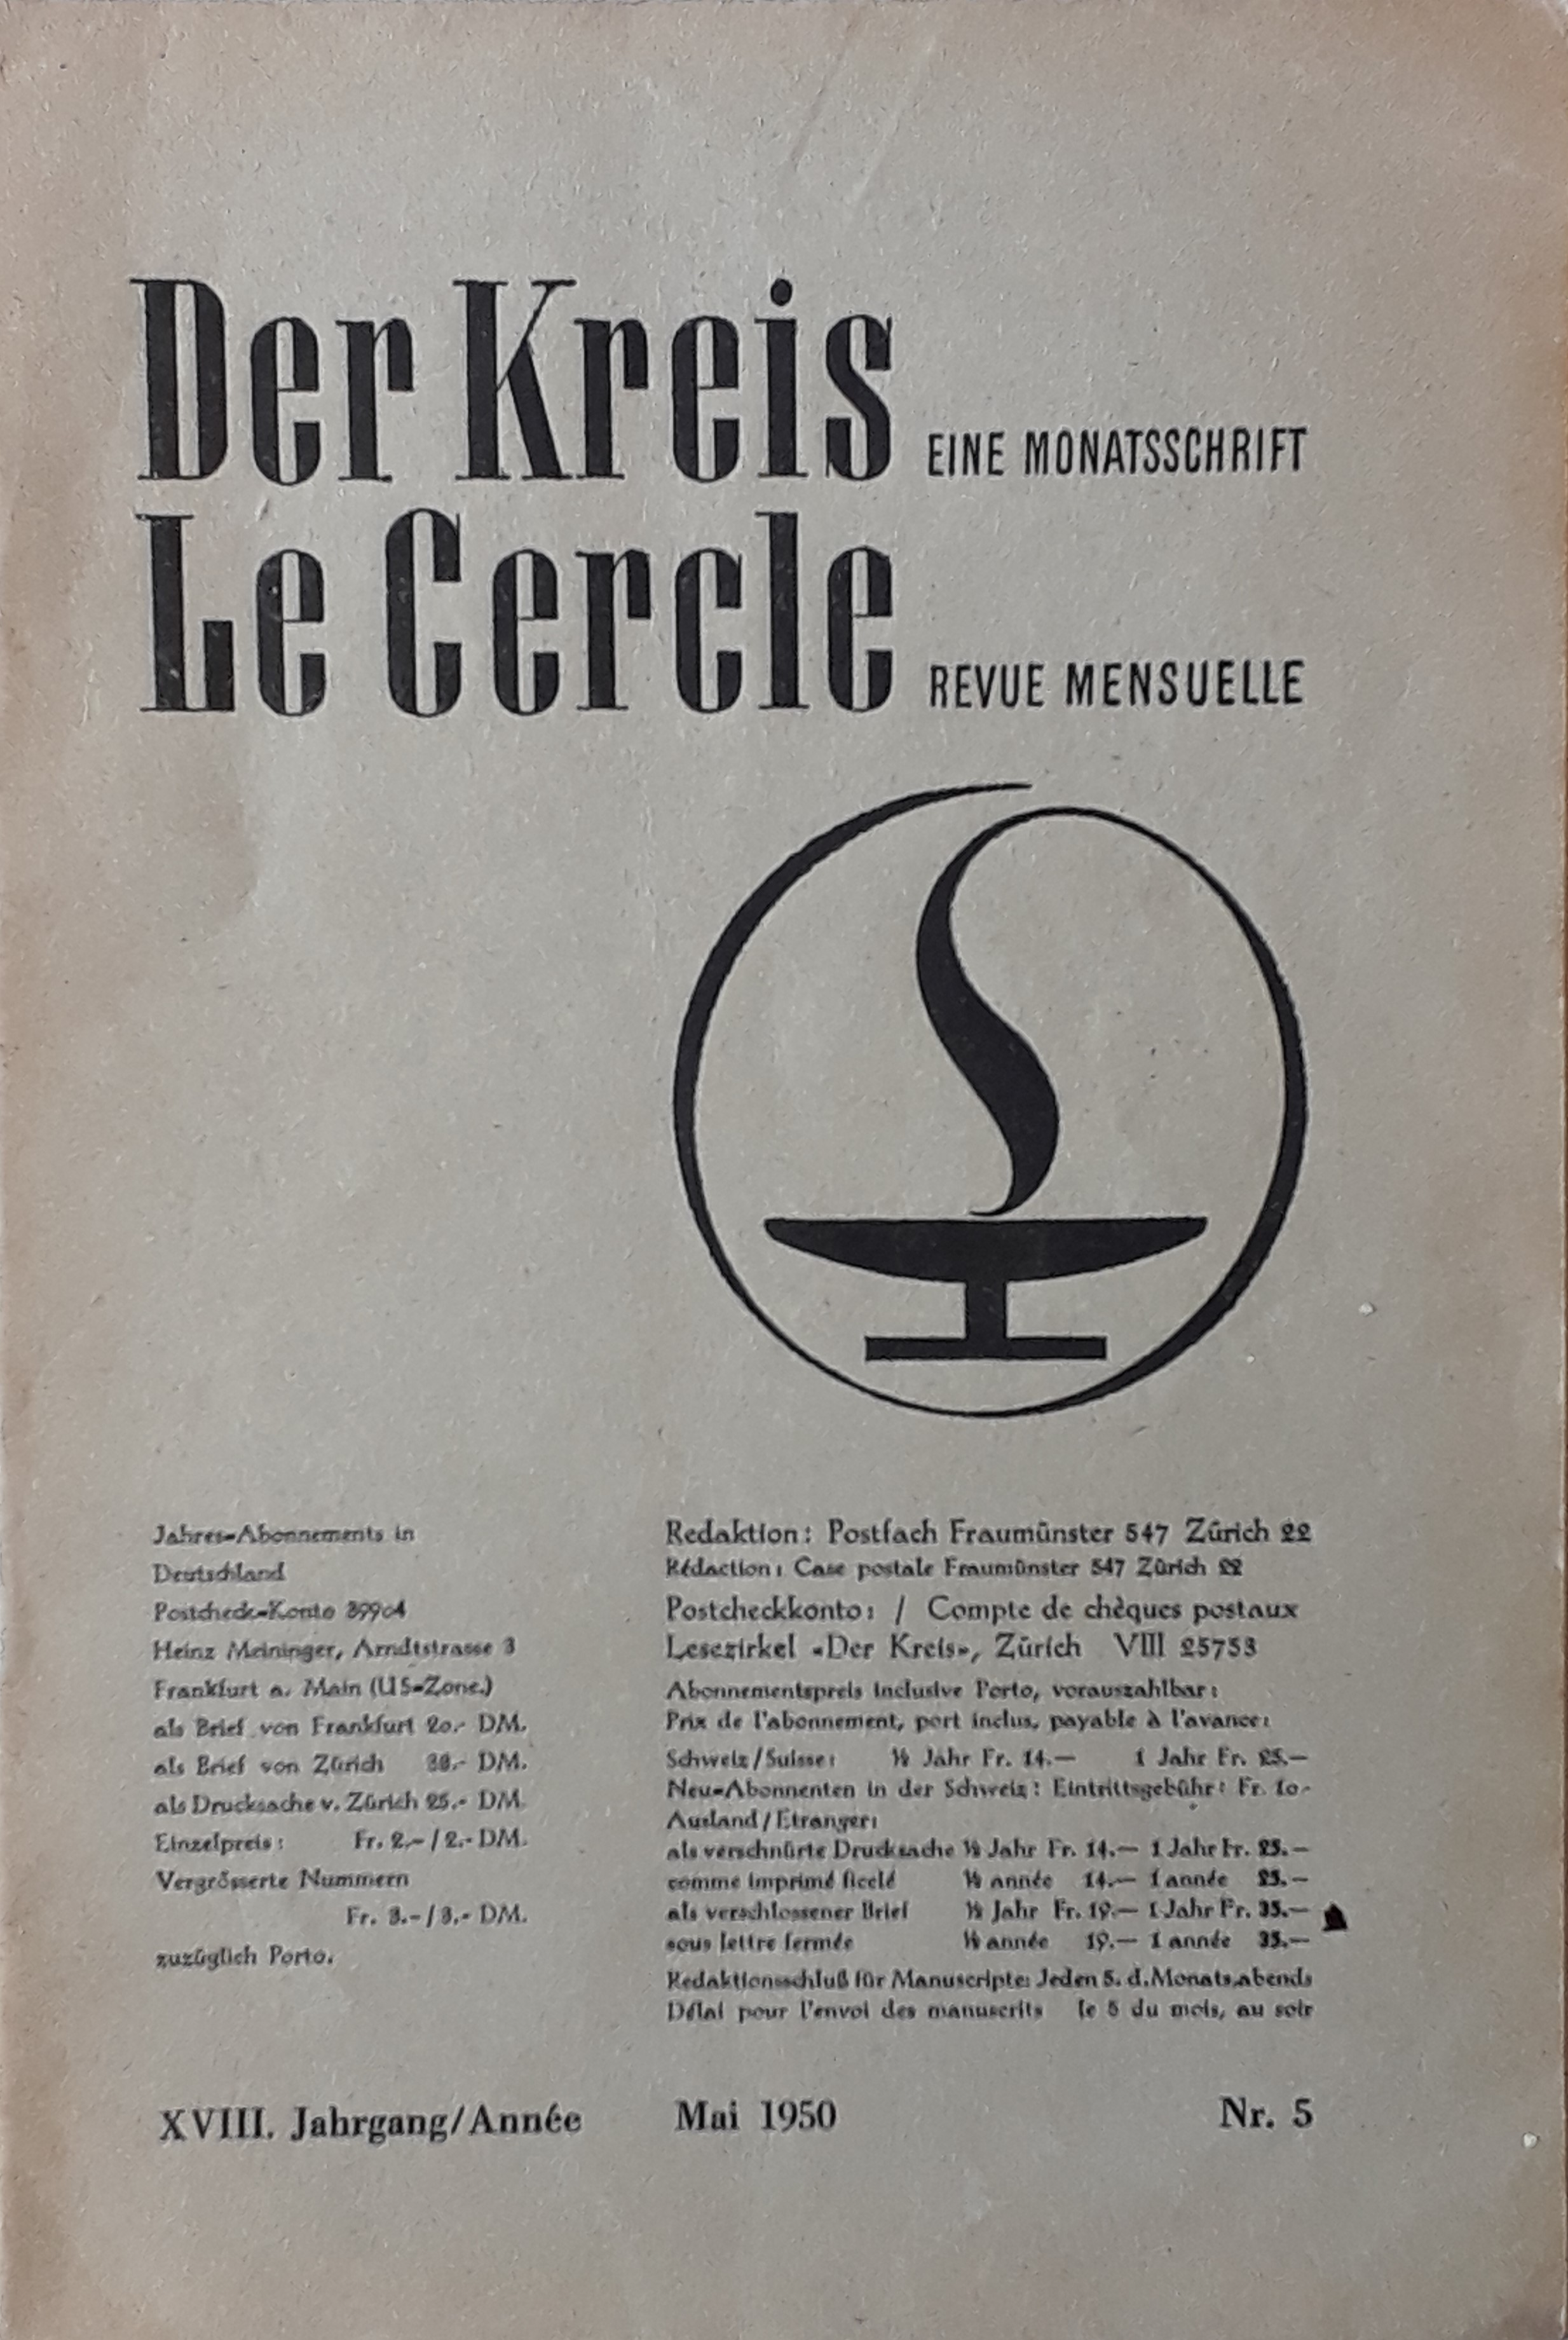 Der Kreis EINE MONATSSCHRIFT
Le Cercle REVUE MENSUELLE
Jahres-Abonnements in
Deutschland
Postcheck-Konto 39904
Heinz Meininger, Arndtstrasse 3
Frankfurt a. Main (US-Zone.)
als Brief von Frankfurt 20.- DM.
als Brief von Zürich DM.
als Drucksache v. Zürich 25.- DM.
Einzelpreis: Fr. 2.- / 2.- DM.
Vergrösserte Nummern
Fr. 3.- / 3.- DM.
zuzüglich Porto.
Redaktion: Postfach Fraumünster 547 Zürich 22
Rédaction: Case postale Fraumünster 547 Zürich 22
Postcheckkonto: / Compte de chèques postaux
Lesezirkel «Der Kreis», Zürich VIII 25753
Abonnementspreis inclusive Porto, vorauszahlbar:
Prix de l'abonnement, port inclus, payable à l'avance:
Schweiz/Suisse: ½ Jahr Fr. 14.— 1 Jahr Fr. 25.—
Neu-Abonnenten in der Schweiz: Eintrittsgebühr: Fr. 10.-
Ausland/Etranger:
als verschnürte Drucksache ½ Jahr Fr. 14.— 1 Jahr Fr. 25.—
comme imprimé ficelé ½ année 14.— 1 année 25.—
als verschlossener Brief ½ Jahr Fr. 19.— 1 Jahr Fr. 35.—
sous lettre fermée ½ année 19.— 1 année 35.—
Redaktionsschluß für Manuscripte: Jeden 5. d. Monats, abends
Délai pour l'envoi des manuscrits le 5 du mois, au soir
XVIII. Jahrgang/Année Mai 1950 Nr. 5